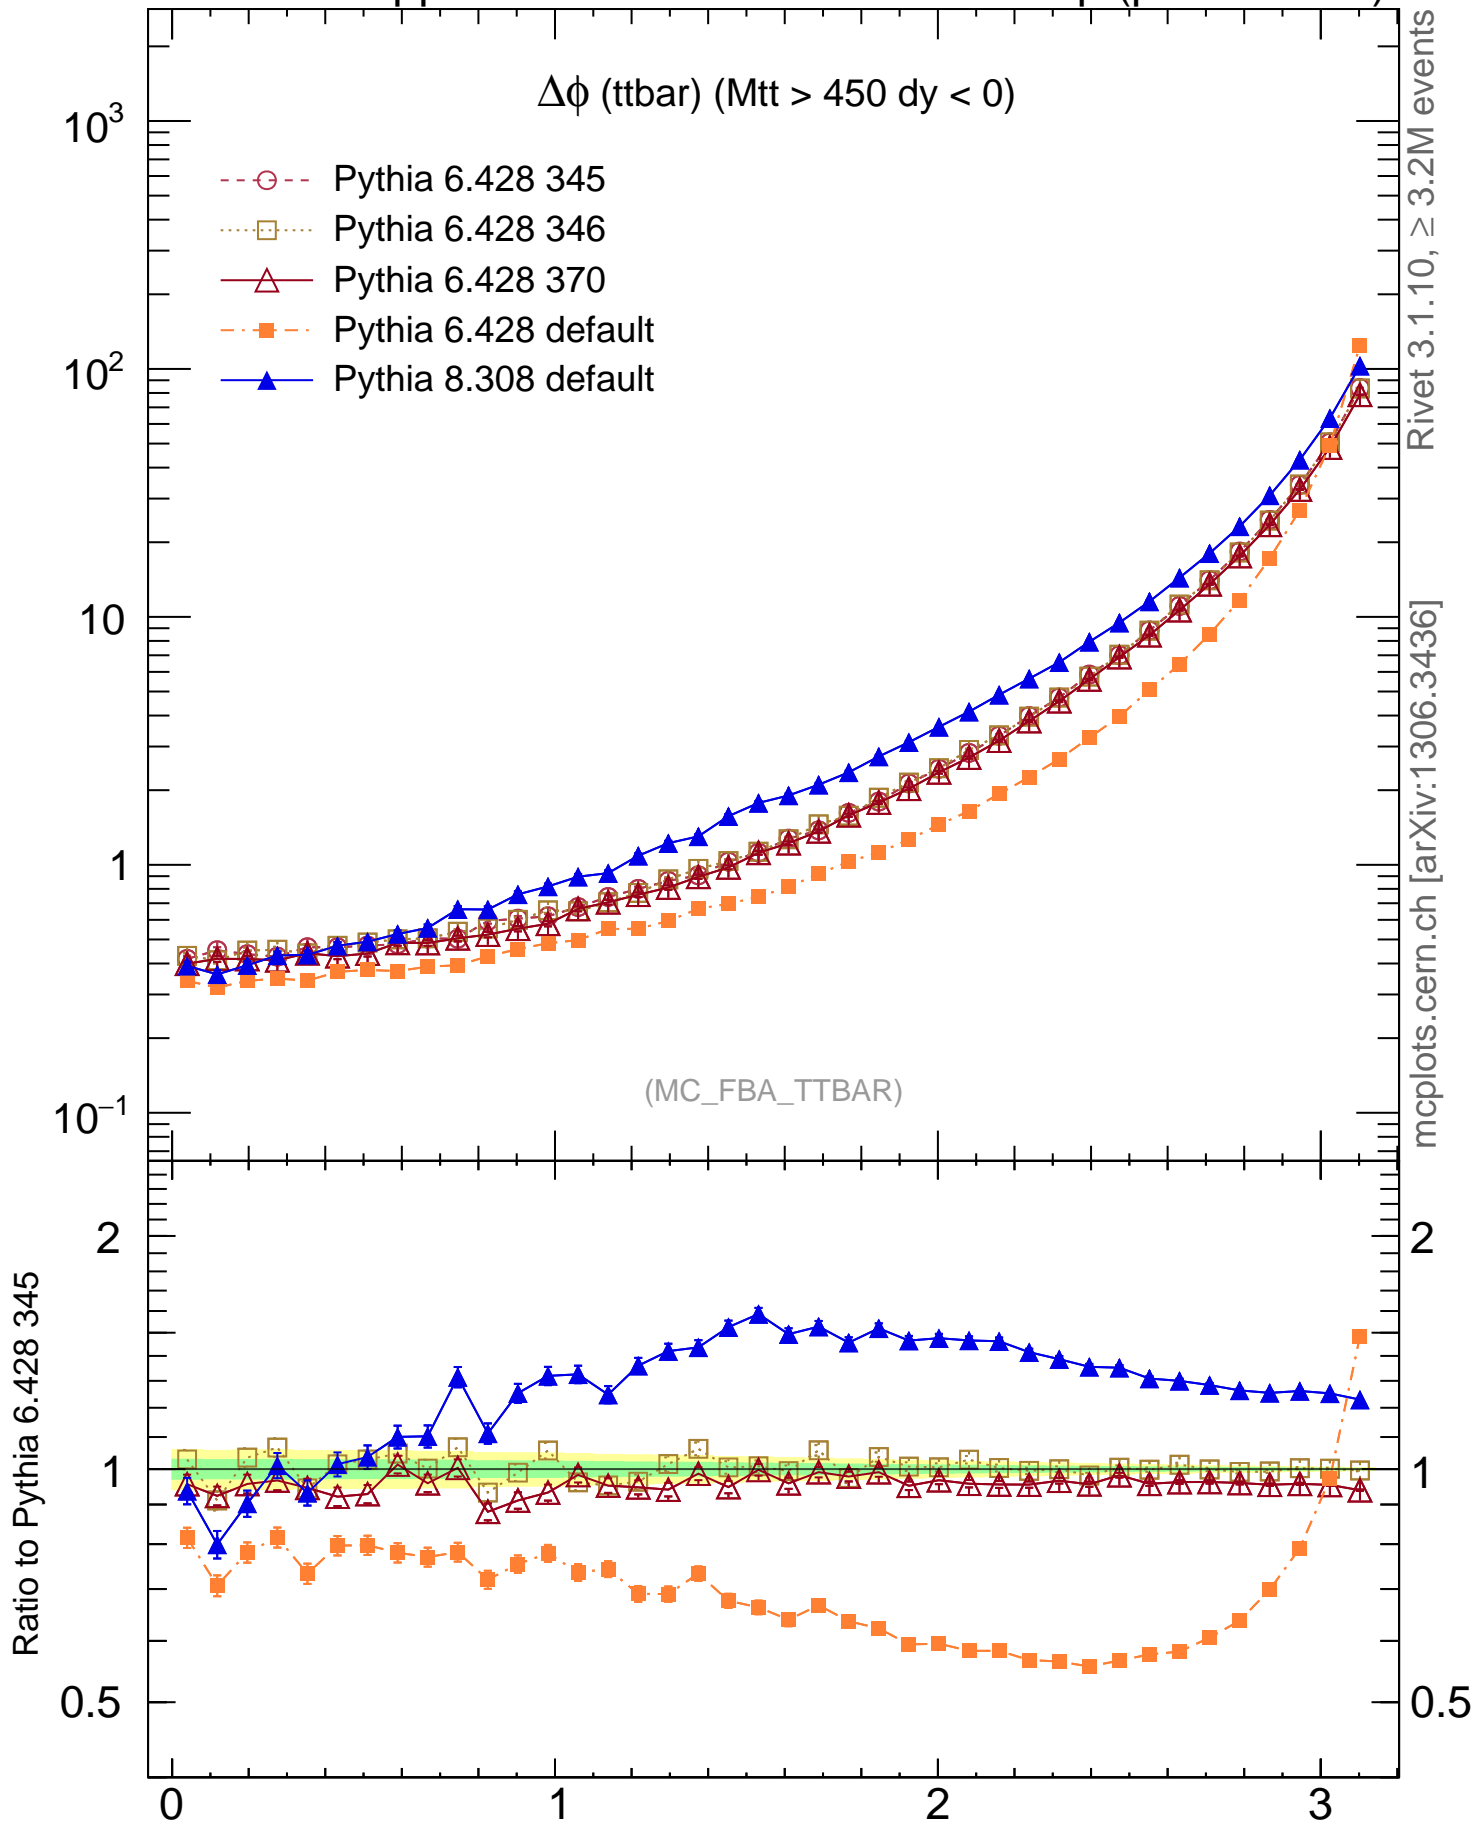 Δϕ (ttbar) (Mtt > 450 dy < 0)
Pythia 6.428 345
Pythia 6.428 346
Pythia 6.428 370
Pythia 6.428 default
Pythia 8.308 default
10³
10²
10
1
10⁻¹
(MC_FBA_TTBAR)
Rivet 3.1.10, ≥ 3.2M events
mcplots.cern.ch [arXiv:1306.3436]
Ratio to Pythia 6.428 345
2
1
0.5
2
1
0.5
0
1
2
3